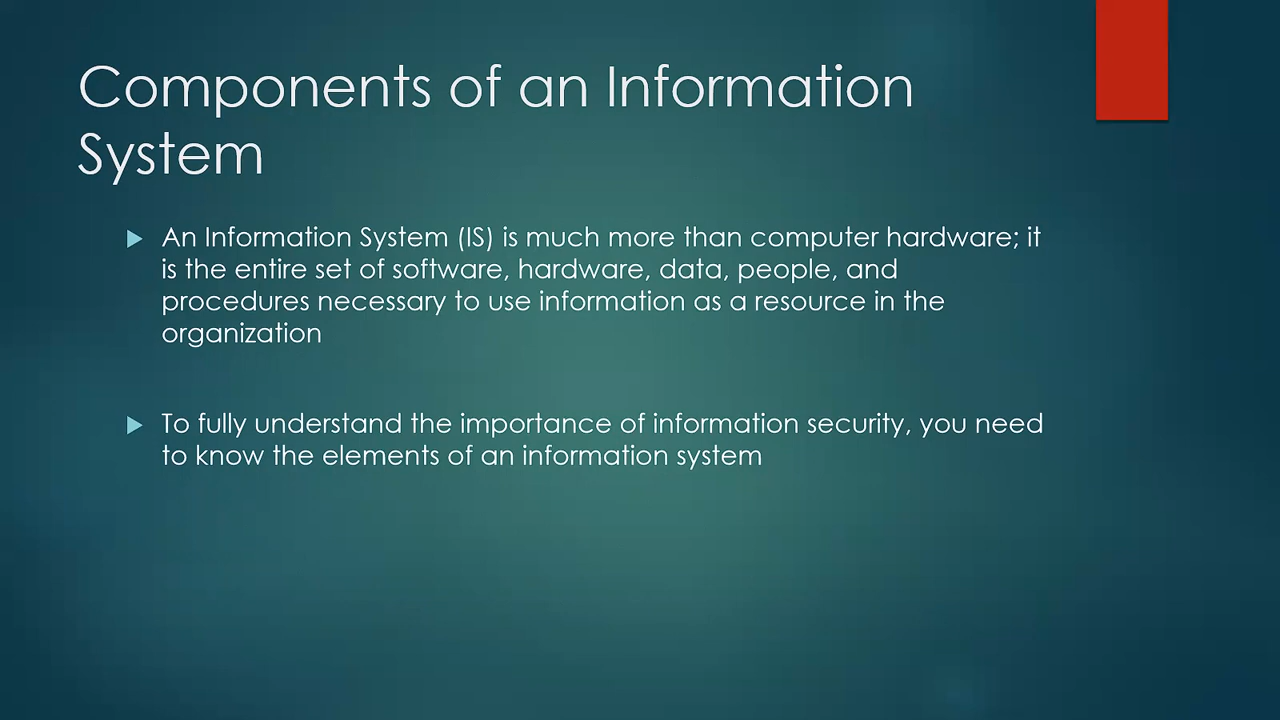 Components of an Information
System
An Information System (IS) is much more than computer hardware; it
is the entire set of software, hardware, data, people, and
procedures necessary to use information as a resource in the
organization
To fully understand the importance of information security, you need
to know the elements of an information system